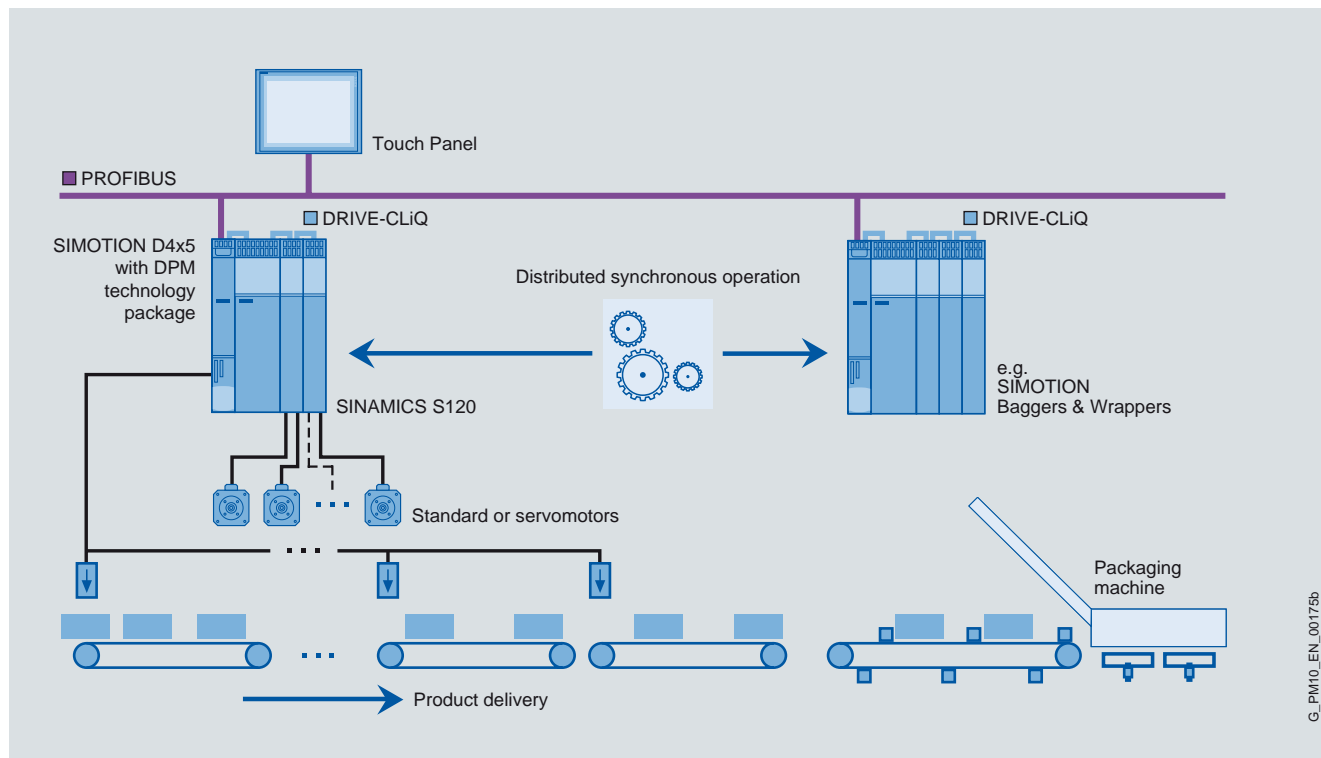 Touch Panel
PROFIBUS
DRIVE-CLiQ
DRIVE-CLiQ
SIMOTION D4x5
with DPM
technology
package
Distributed synchronous operation
SINAMICS S120
e.g.
SIMOTION
Baggers & Wrappers
Standard or servomotors
Packaging
machine
Product delivery
G_PM10_EN_00175b